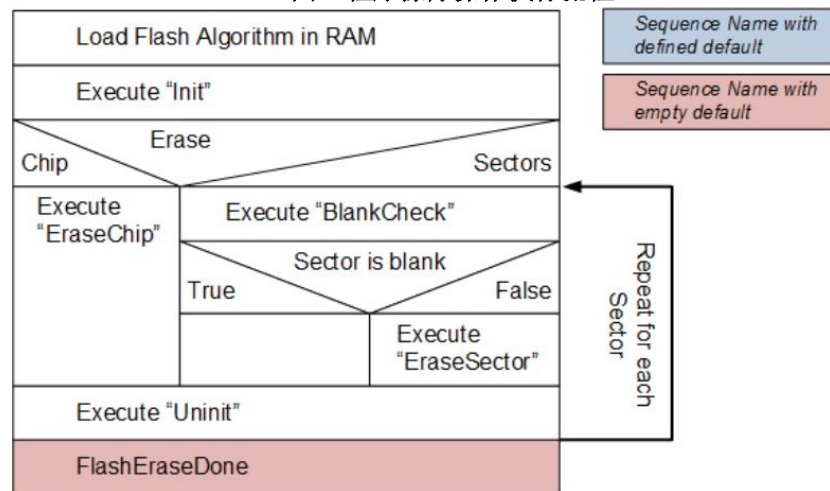 Load Flash Algorithm in RAM
Execute “Init”
Erase
Chip
Sectors
Execute
“EraseChip”
Execute “BlankCheck”
Sector is blank
True
False
Execute
“EraseSector”
Execute “Uninit”
FlashEraseDone
Repeat for each
Sector
Sequence Name with
defined default
Sequence Name with
empty default